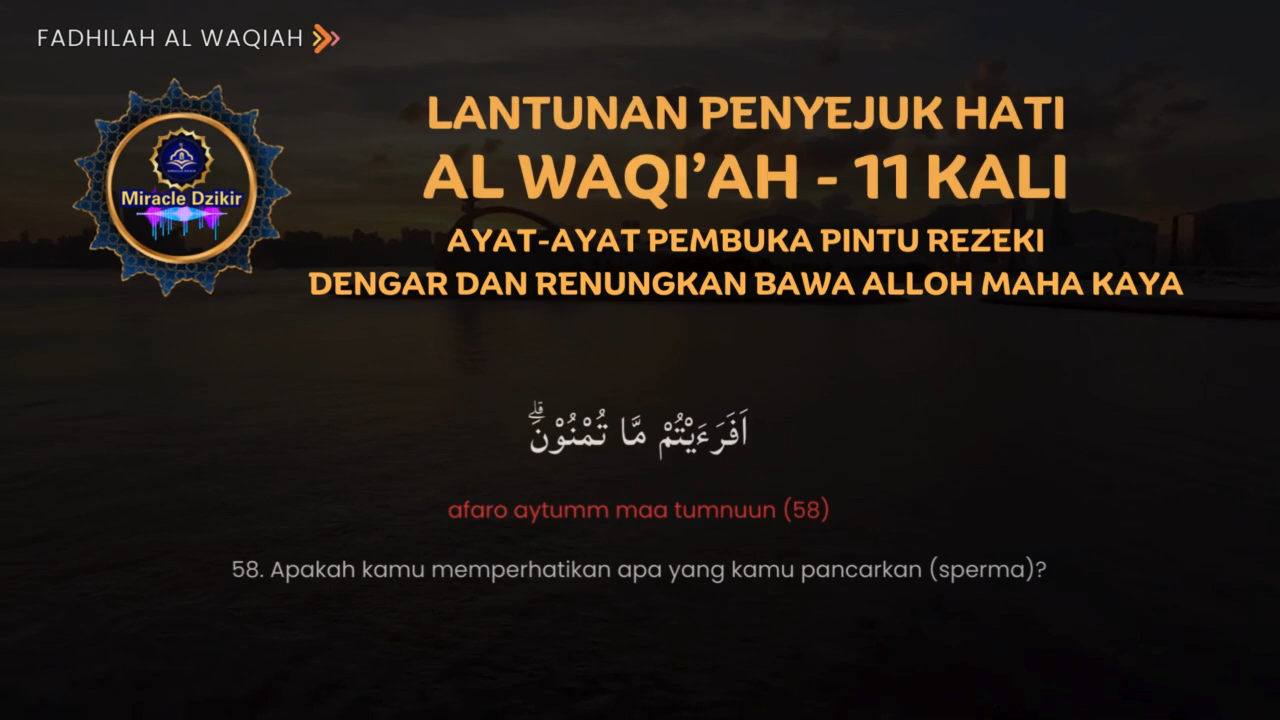 FADHILAH AL WAQIAH
LANTUNAN PENYEJUK HATI
AL WAQI'AH - 11 KALI
AYAT-AYAT PEMBUKA PINTU REZEKI
DENGAR DAN RENUNGKAN BAWA ALLOH MAHA KAYA
Miracle Dzikir
اَفَرَءَيْتُمْ مَّا تُمْنُوْنَۗ
afaro aytumm maa tumnuun (58)
58. Apakah kamu memperhatikan apa yang kamu pancarkan (sperma)?